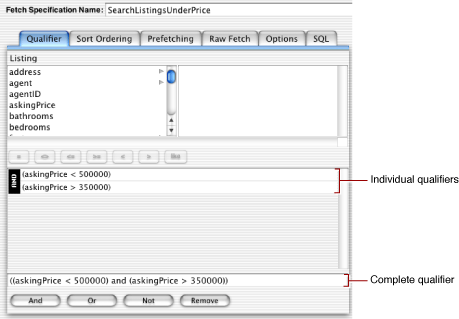 Fetch Specification Name: SearchListingsUnderPrice
Qualifier Sort Ordering Prefetching Raw Fetch Options SQL
Listing
address
agent
agentID
askingPrice
bathrooms
bedrooms
AND
(askingPrice < 500000)
(askingPrice > 350000)
Individual qualifiers
((askingPrice < 500000) and (askingPrice > 350000))
Complete qualifier
And Or Not Remove